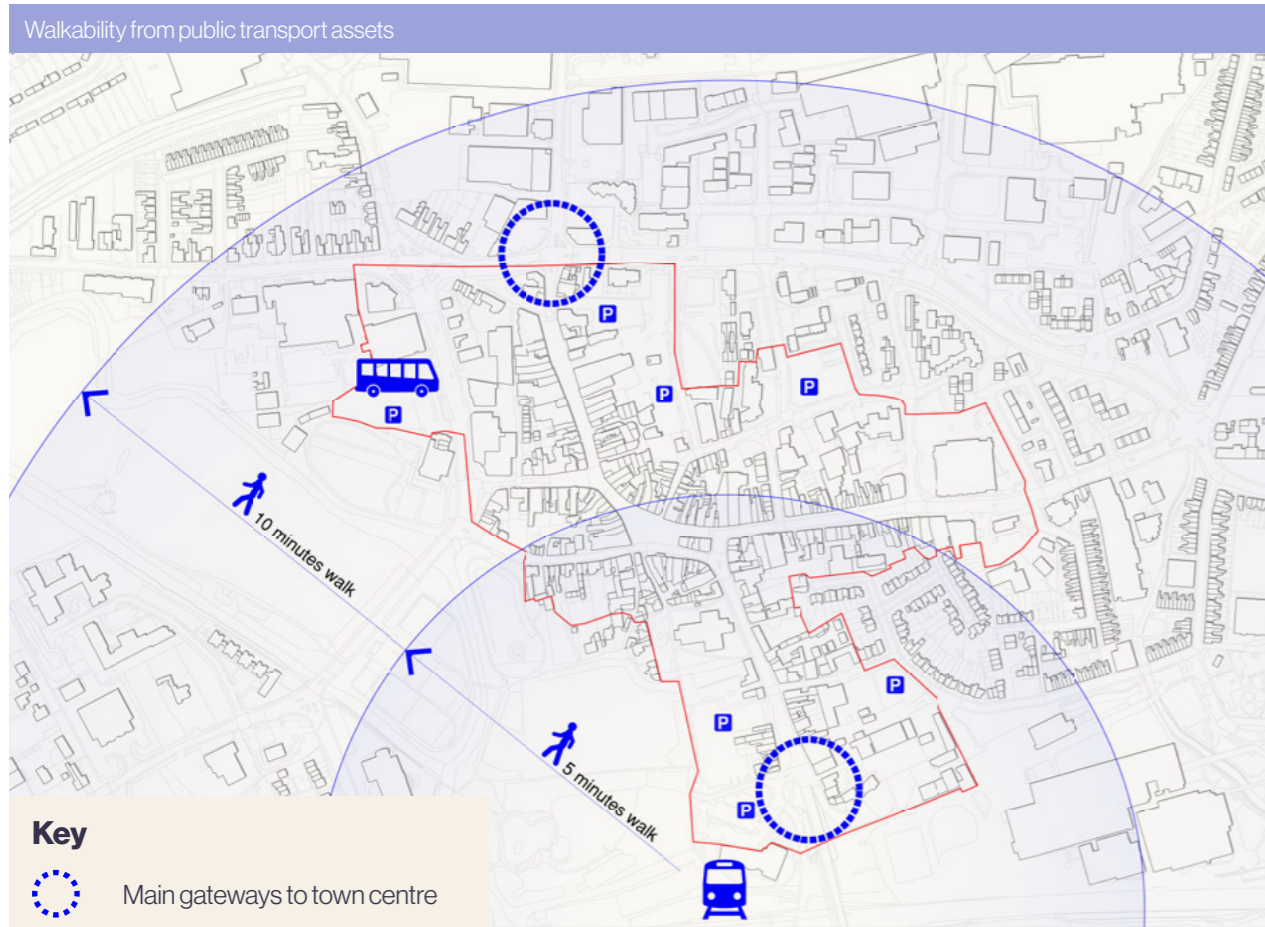 Walkability from public transport assets
P
P
P
P
10 minutes walk
P
P
5 minutes walk
P
Key
Main gateways to town centre